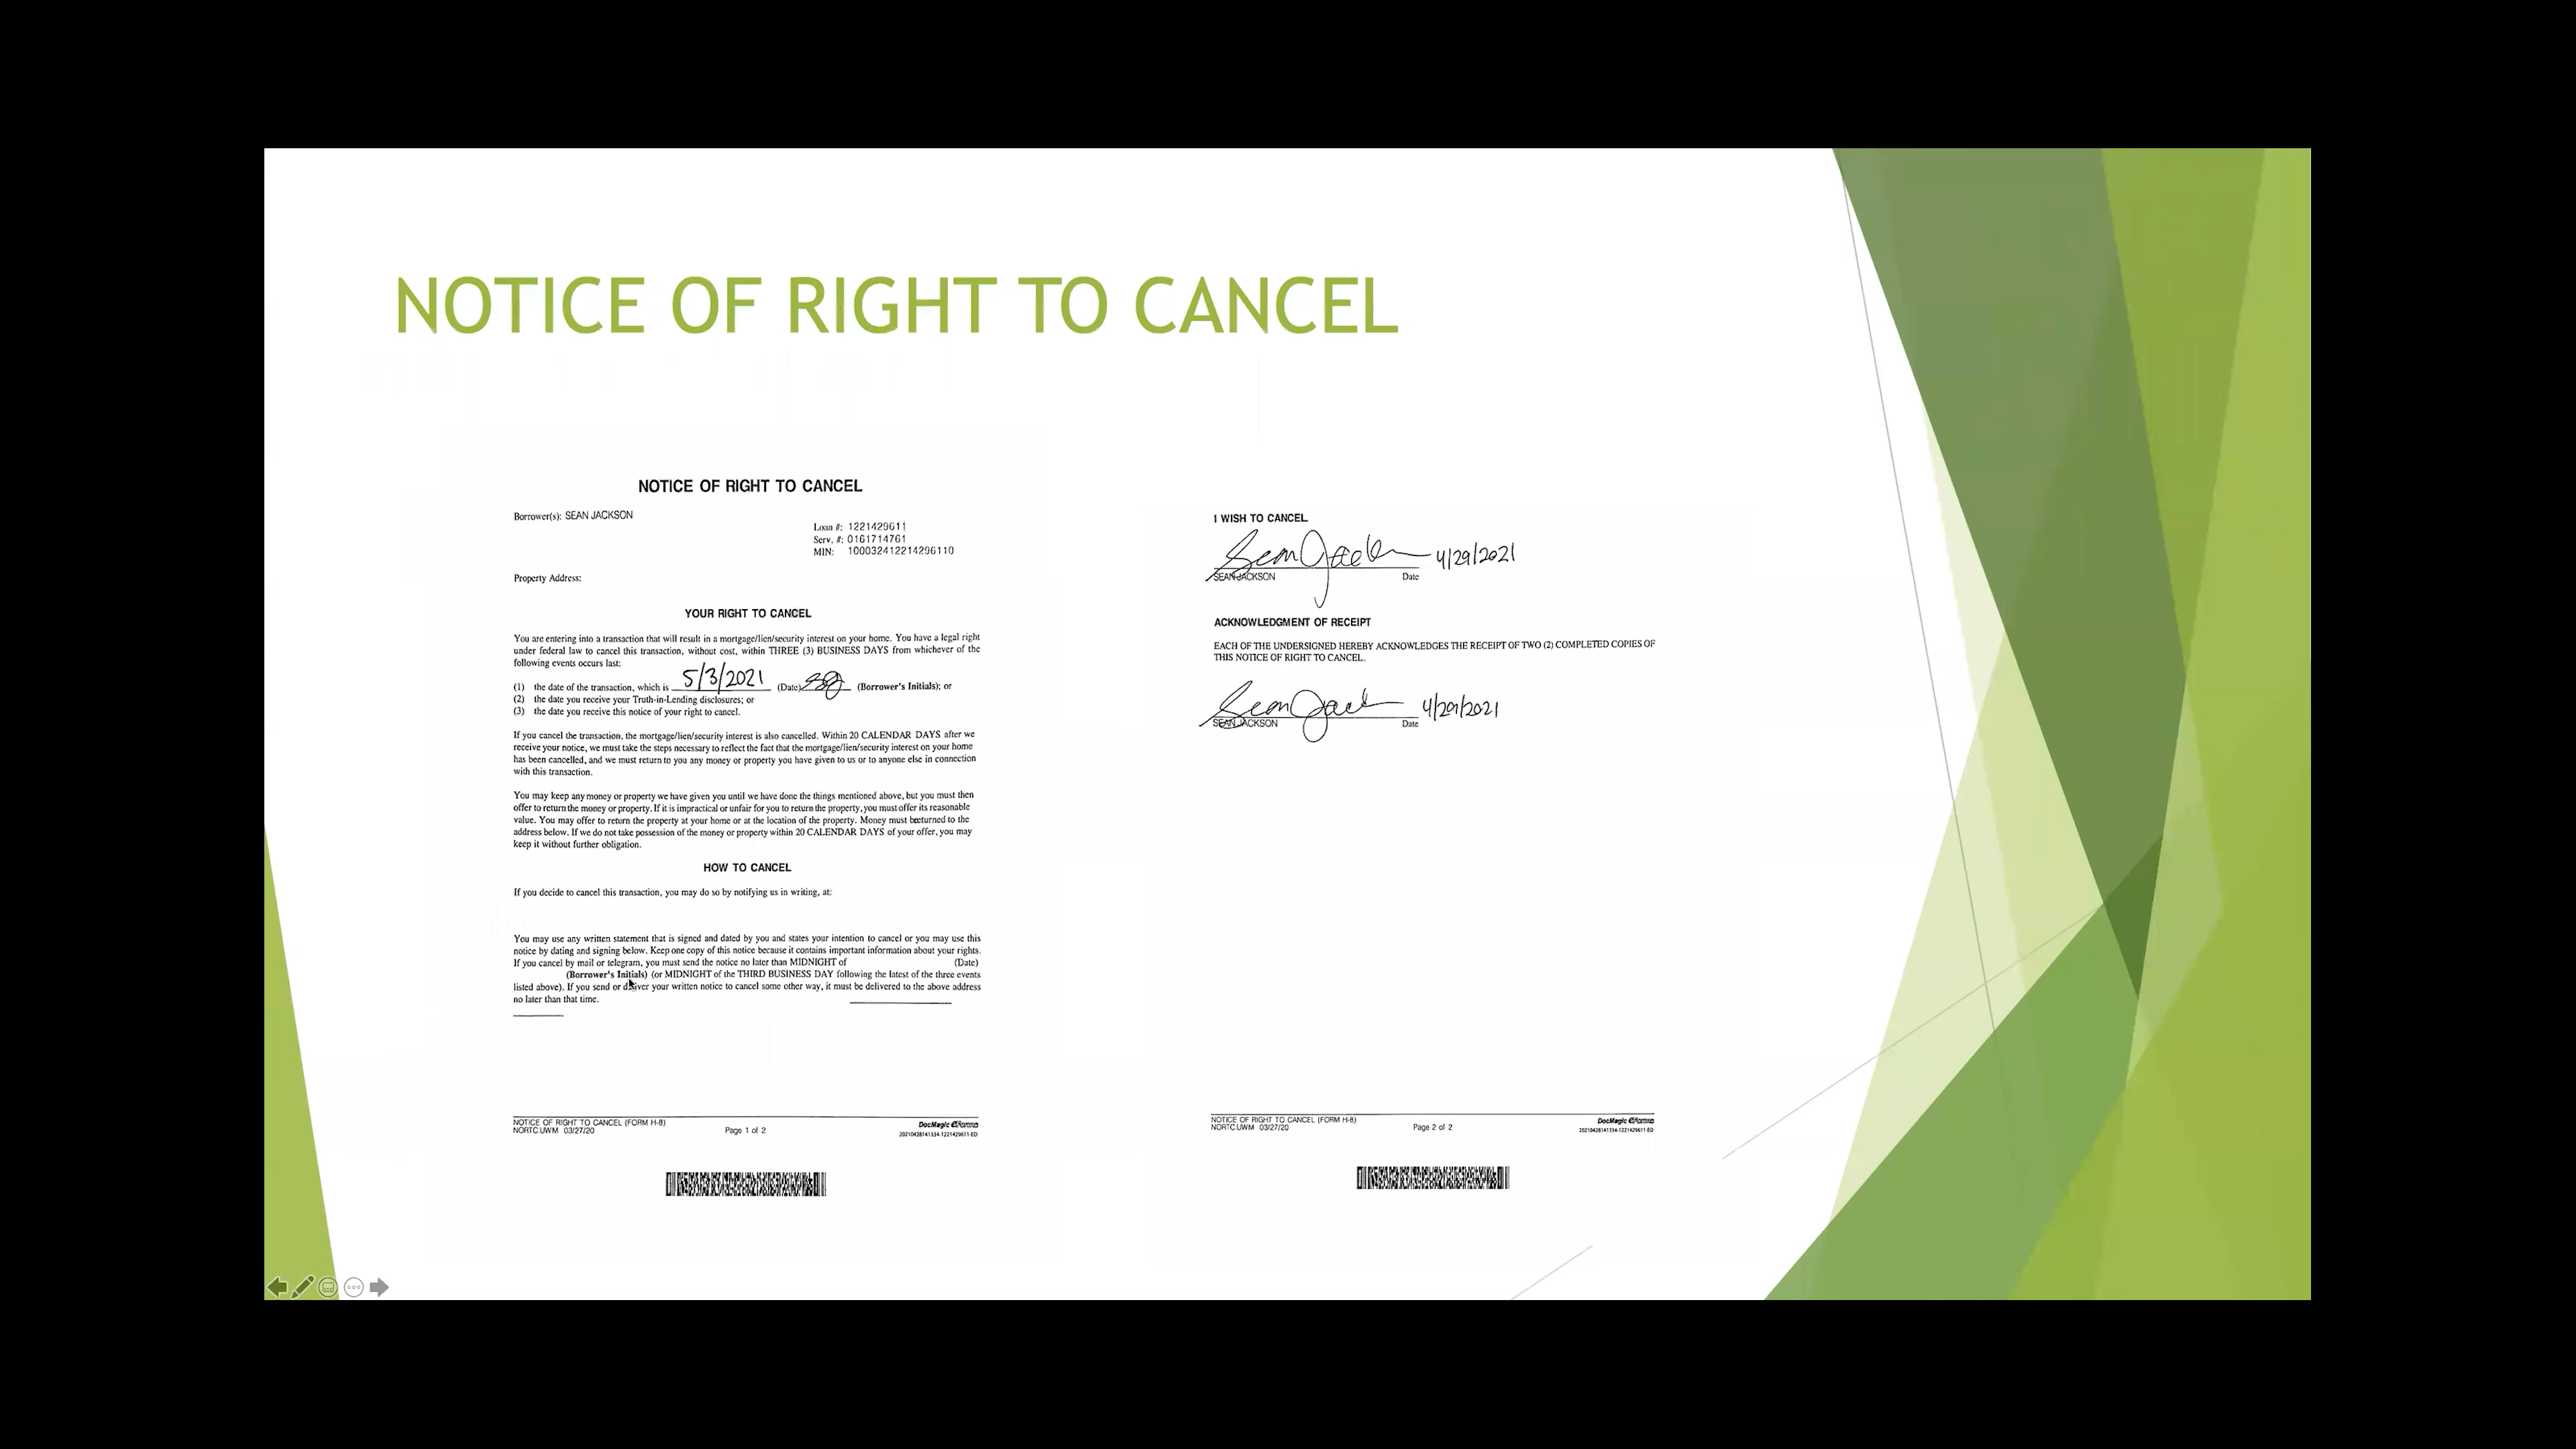 NOTICE OF RIGHT TO CANCEL
NOTICE OF RIGHT TO CANCEL
Borrower(s): SEAN JACKSON
Loan #: 1221429611
Serv. #: 0161714761
MIN: 100032412214296110
Property Address:
YOUR RIGHT TO CANCEL
You are entering into a transaction that will result in a mortgage/lien/security interest on your home. You have a legal right
under federal law to cancel this transaction, without cost, within THREE (3) BUSINESS DAYS from whichever of the
following events occurs last:
(1) the date of the transaction, which is 5/3/2021 (Date) SJ (Borrower's Initials); or
(2) the date you receive your Truth-in-Lending disclosures; or
(3) the date you receive this notice of your right to cancel.
If you cancel the transaction, the mortgage/lien/security interest is also cancelled. Within 20 CALENDAR DAYS after we
receive your notice, we must take the steps necessary to reflect the fact that the mortgage/lien/security interest on your home
has been cancelled, and we must return to you any money or property you have given to us or to anyone else in connection
with this transaction.
You may keep any money or property we have given you until we have done the things mentioned above, but you must then
offer to return the money or property. If it is impractical or unfair for you to return the property, you must offer its reasonable
value. You may offer to return the property at your home or at the location of the property. Money must be returned to the
address below. If we do not take possession of the money or property within 20 CALENDAR DAYS of your offer, you may
keep it without further obligation.
HOW TO CANCEL
If you decide to cancel this transaction, you may do so by notifying us in writing, at:
You may use any written statement that is signed and dated by you and states your intention to cancel or you may use this
notice by dating and signing below. Keep one copy of this notice because it contains important information about your rights.
If you cancel by mail or telegram, you must send the notice no later than MIDNIGHT of (Date)
(Borrower's Initials) (or MIDNIGHT of the THIRD BUSINESS DAY following the latest of the three events
listed above). If you send or deliver your written notice to cancel some other way, it must be delivered to the above address
no later than that time.
NOTICE OF RIGHT TO CANCEL (FORM H-8)
NORTC.UWM 03/27/20
Page 1 of 2
DocMagic eForms
20210428141334-1221429611-ED
I WISH TO CANCEL
Sean Jackson 4/29/2021
SEAN JACKSON Date
ACKNOWLEDGMENT OF RECEIPT
EACH OF THE UNDERSIGNED HEREBY ACKNOWLEDGES THE RECEIPT OF TWO (2) COMPLETED COPIES OF
THIS NOTICE OF RIGHT TO CANCEL.
Sean Jack 4/29/2021
SEAN JACKSON Date
NOTICE OF RIGHT TO CANCEL (FORM H-8)
NORTC.UWM 03/27/20
Page 2 of 2
DocMagic eForms
20210428141334-1221429611-ED